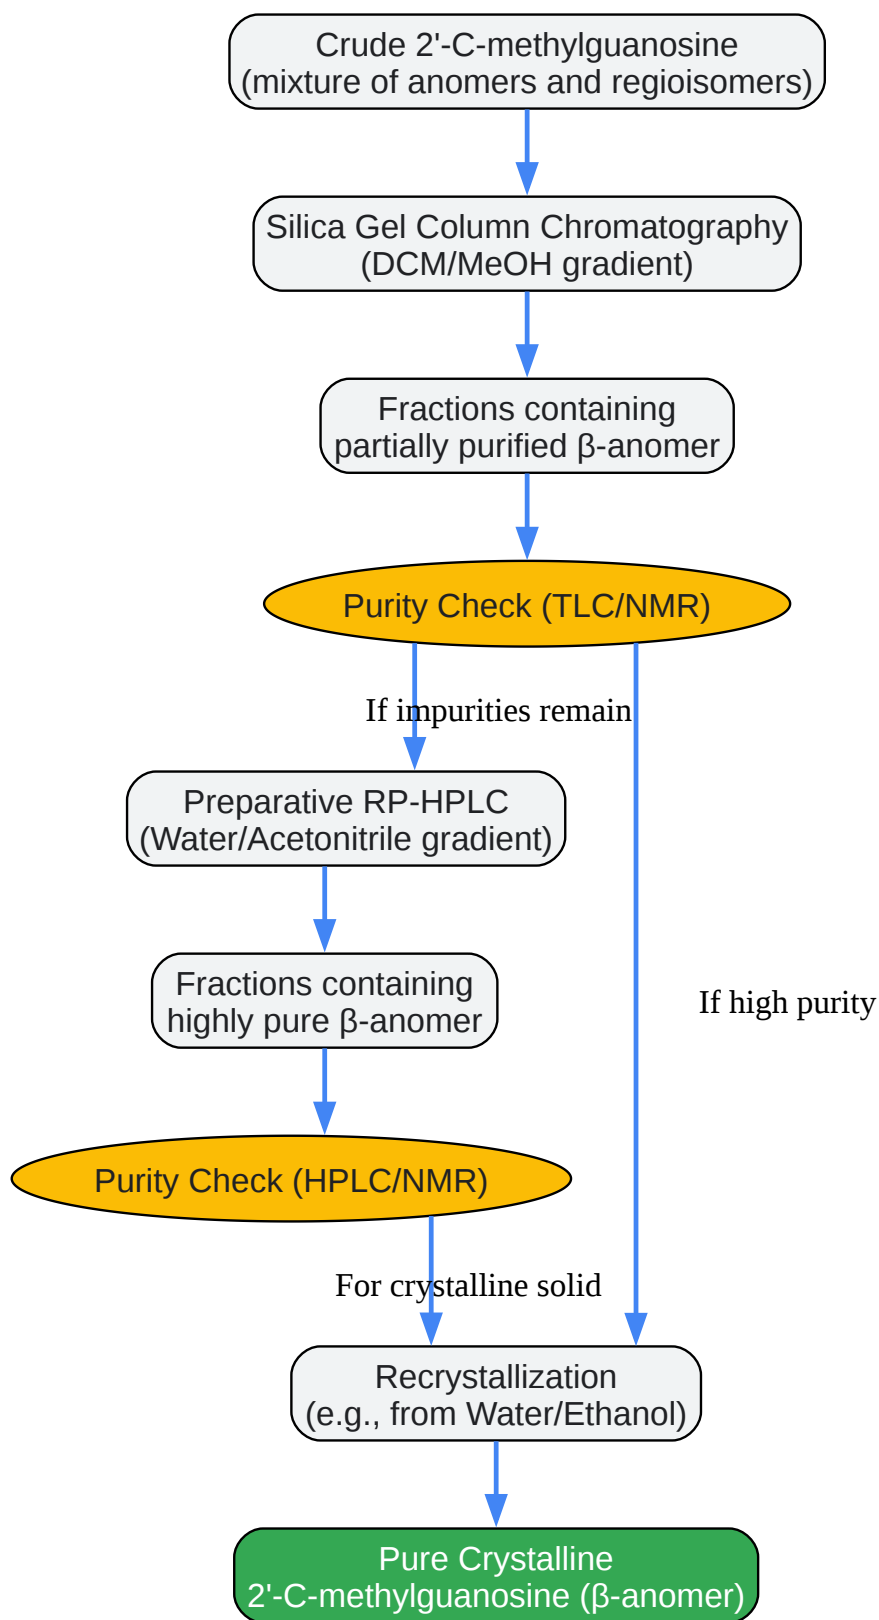 Crude 2'-C-methylguanosine
(mixture of anomers and regioisomers)
Silica Gel Column Chromatography
(DCM/MeOH gradient)
Fractions containing
partially purified β-anomer
Purity Check (TLC/NMR)
If impurities remain
Preparative RP-HPLC
(Water/Acetonitrile gradient)
Fractions containing
highly pure β-anomer
If high purity
Purity Check (HPLC/NMR)
For crystalline solid
Recrystallization
(e.g., from Water/Ethanol)
Pure Crystalline
2'-C-methylguanosine (β-anomer)